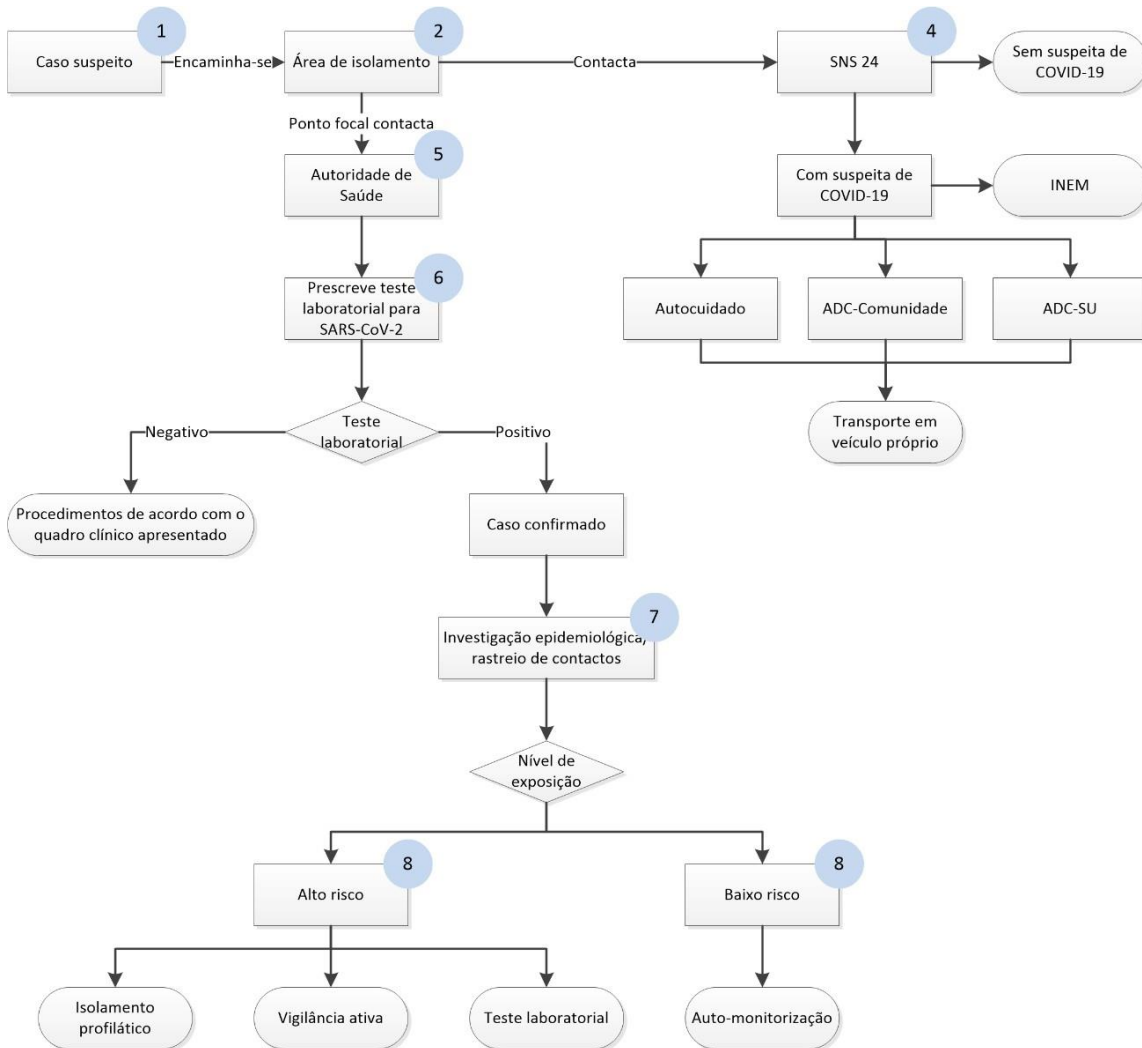 1
Caso suspeito
Encaminha-se
2
Área de isolamento
Contacta
4
SNS 24
Sem suspeita de
COVID-19
Ponto focal contacta
5
Autoridade de
Saúde
Com suspeita de
COVID-19
INEM
6
Prescreve teste
laboratorial para
SARS-CoV-2
Autocuidado
ADC-Comunidade
ADC-SU
Negativo
Teste
laboratorial
Positivo
Transporte em
veículo próprio
Procedimentos de acordo com o
quadro clínico apresentado
Caso confirmado
7
Investigação epidemiológica/
rastreio de contactos
Nível de
exposição
8
Alto risco
8
Baixo risco
Isolamento
profilático
Vigilância ativa
Teste laboratorial
Auto-monitorização